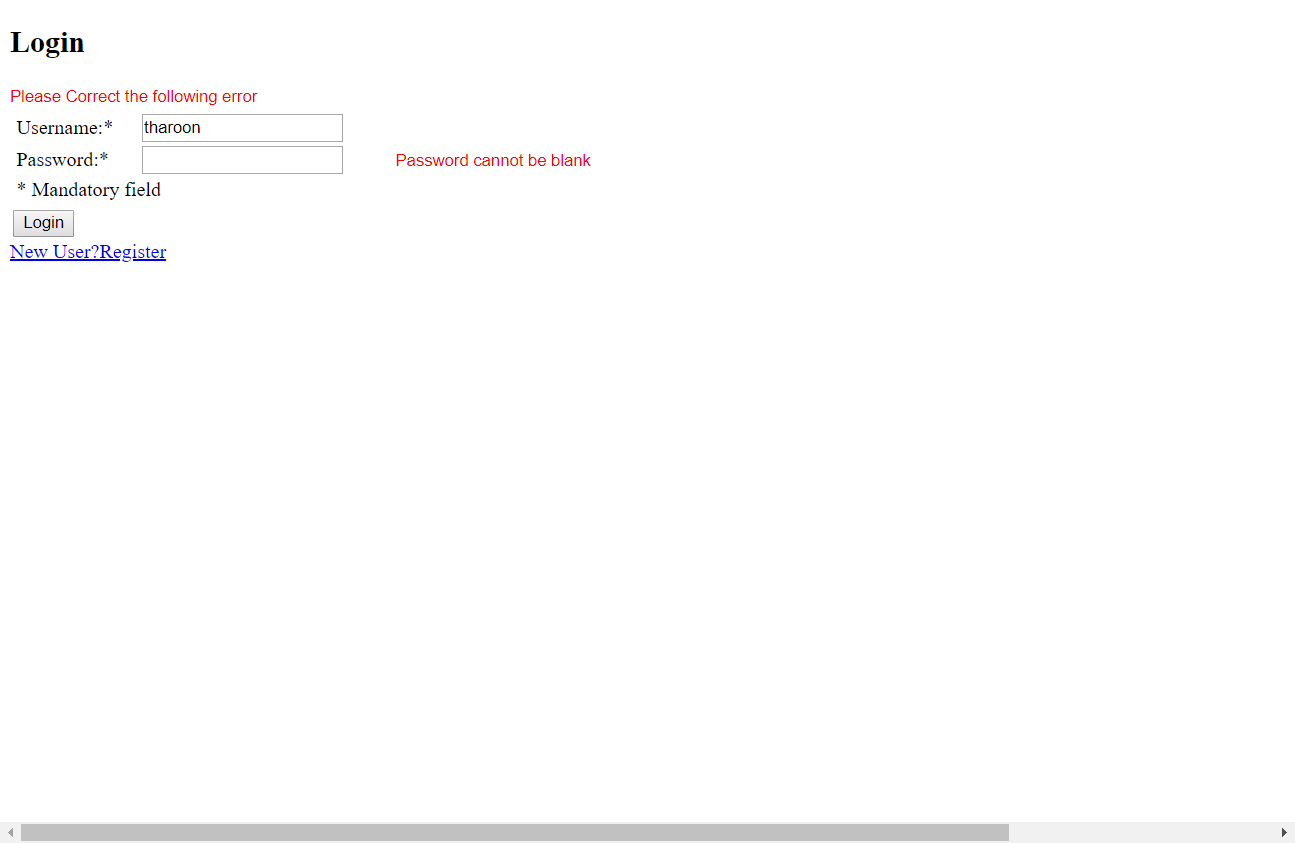 Login
Please Correct the following error
Username:* tharoon
Password:* Password cannot be blank
* Mandatory field
Login
New User?Register